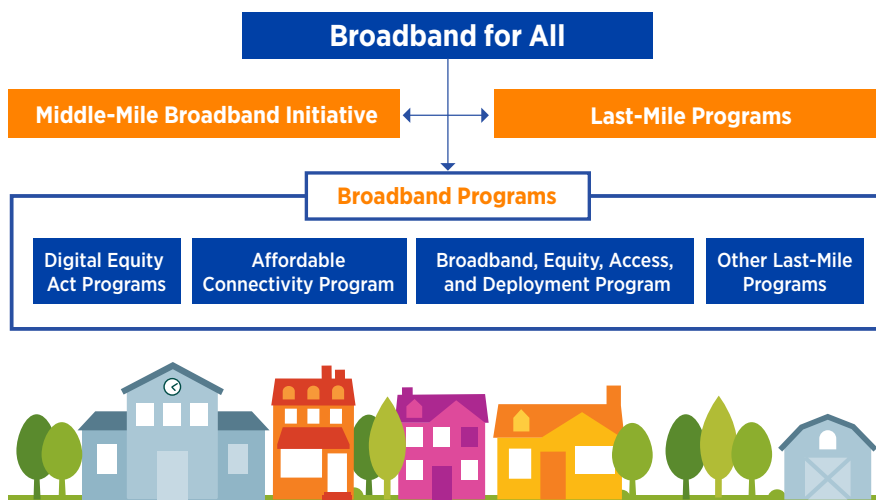 Broadband for All
Middle-Mile Broadband Initiative
Last-Mile Programs
Broadband Programs
Digital Equity
Act Programs
Affordable
Connectivity Program
Broadband, Equity, Access,
and Deployment Program
Other Last-Mile
Programs